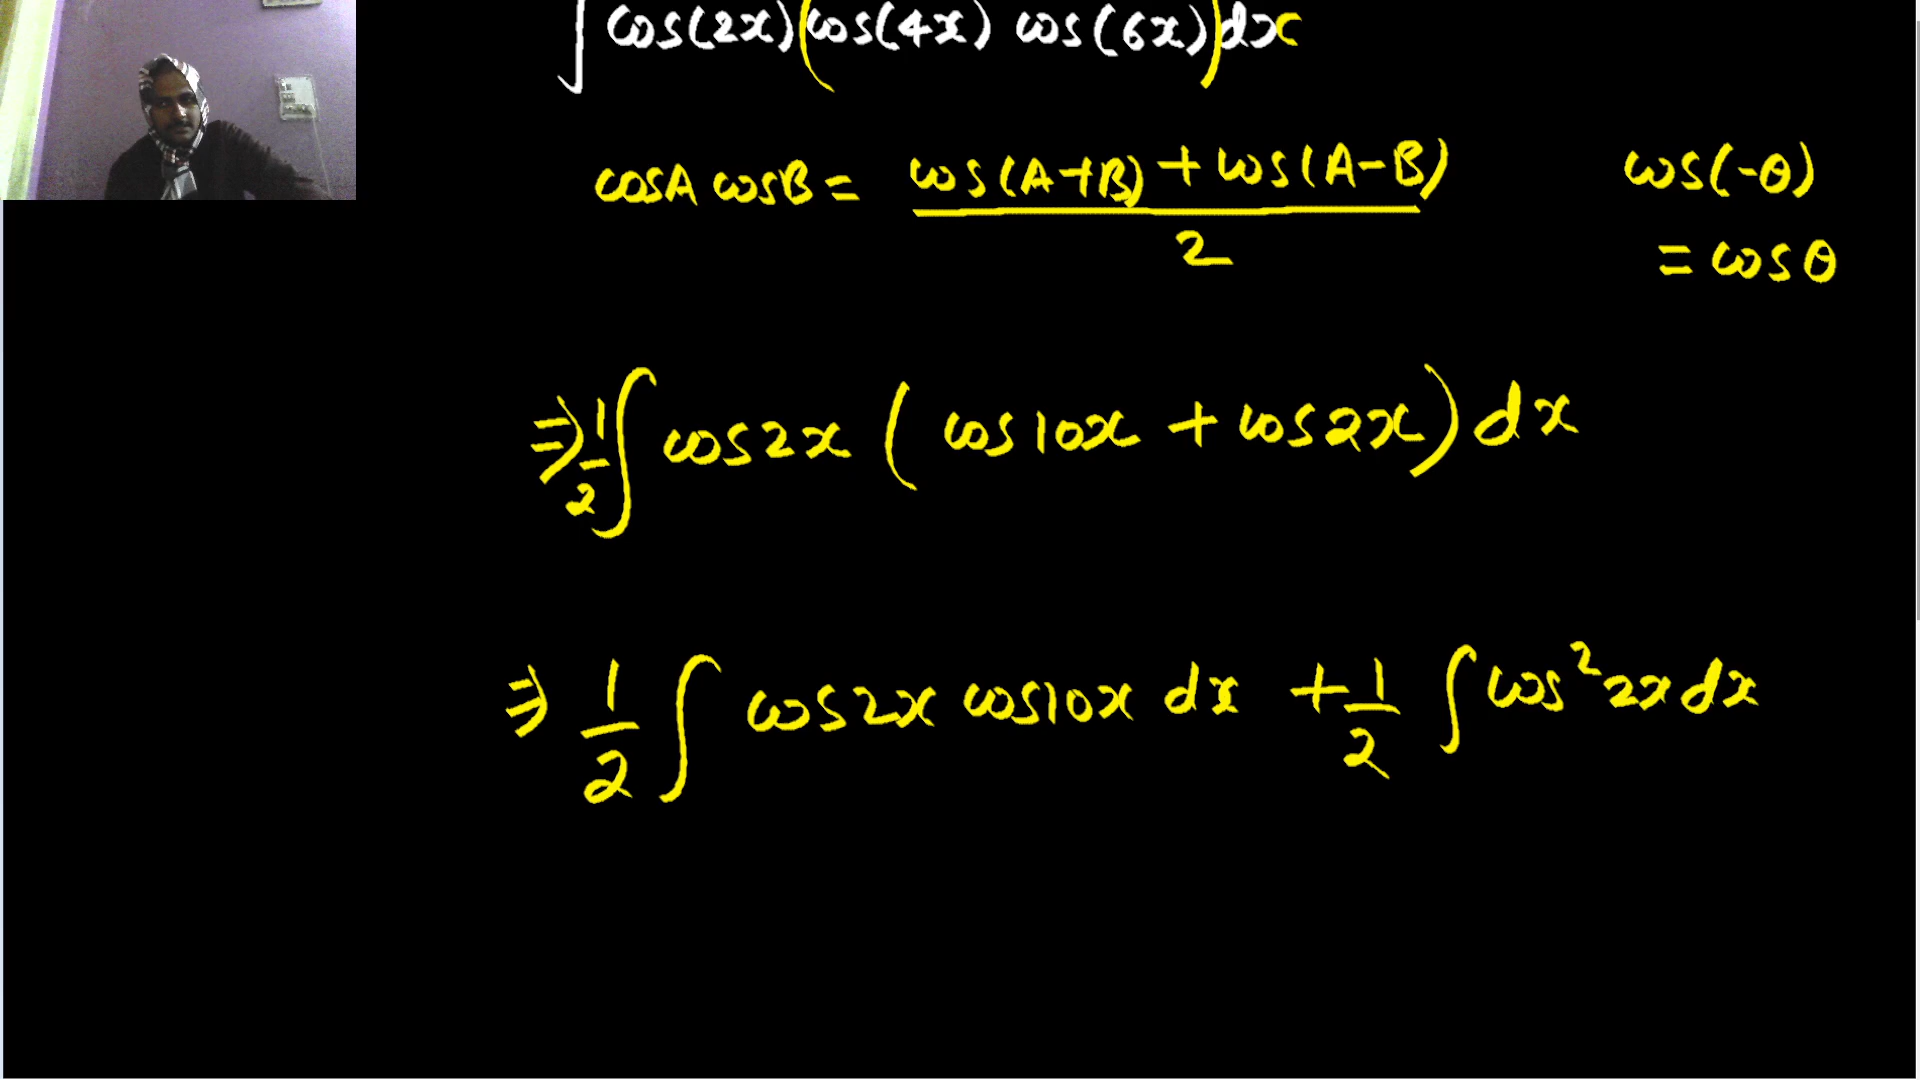 ∫ cos(2x)(cos(4x) cos(6x))dx
cosA cosB = (cos(A+B) + cos(A-B))/2
cos(-θ)
= cosθ
⇒ 1/2 ∫ cos2x ( cos10x + cos2x) dx
⇒ 1/2 ∫ cos2x cos10x dx + 1/2 ∫ cos²2x dx